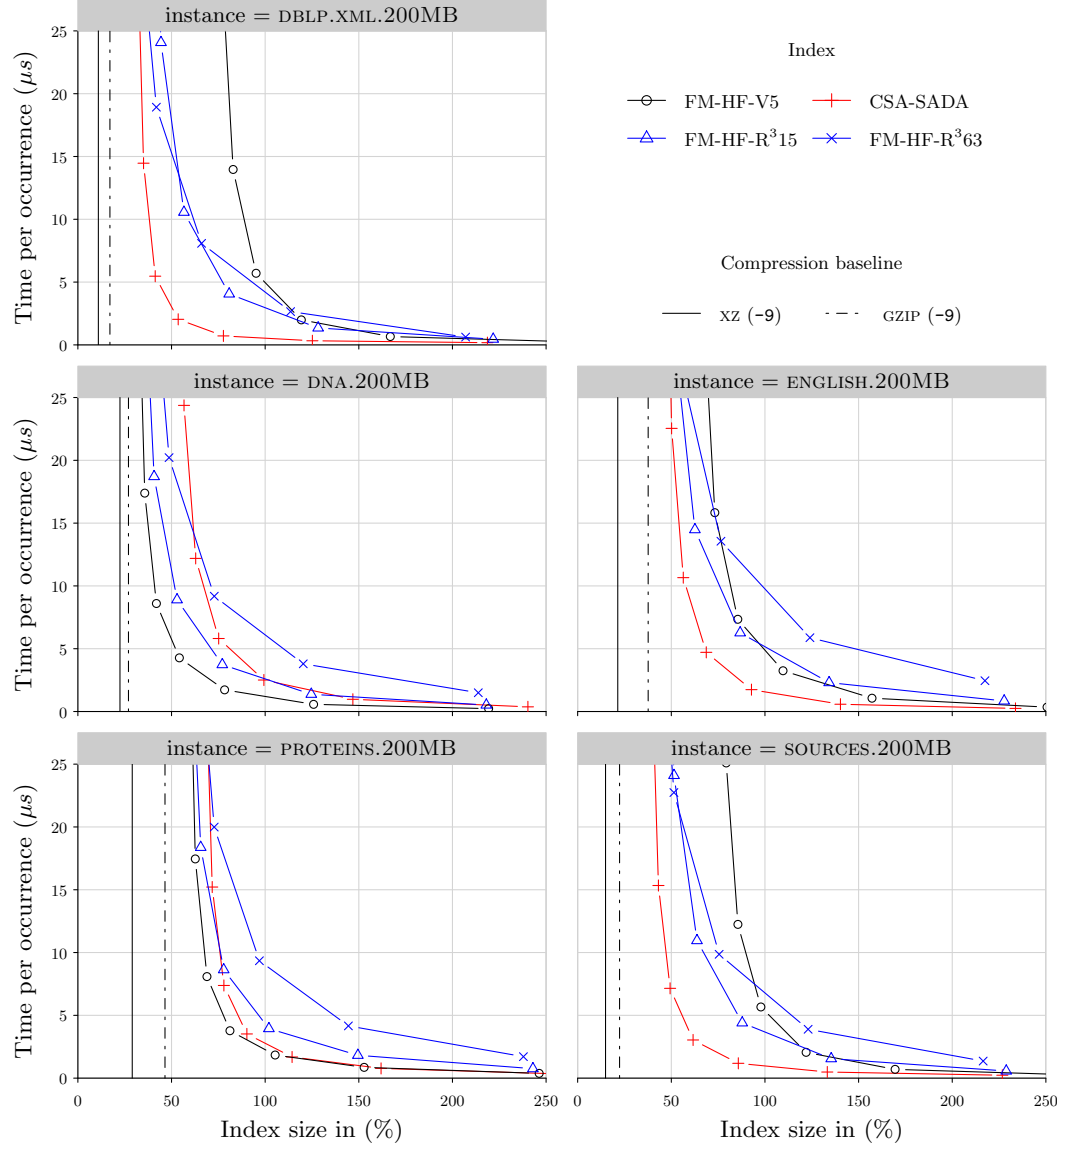 instance = DBLP.XML.200MB
Time per occurrence (μs)
25
20
15
10
5
0
Index
FM-HF-V5
CSA-SADA
FM-HF-R³15
FM-HF-R³63
Compression baseline
XZ (-9)
GZIP (-9)
instance = DNA.200MB
Time per occurrence (μs)
25
20
15
10
5
0
instance = ENGLISH.200MB
instance = PROTEINS.200MB
Time per occurrence (μs)
25
20
15
10
5
0
0 50 100 150 200 250
Index size in (%)
instance = SOURCES.200MB
0 50 100 150 200 250
Index size in (%)